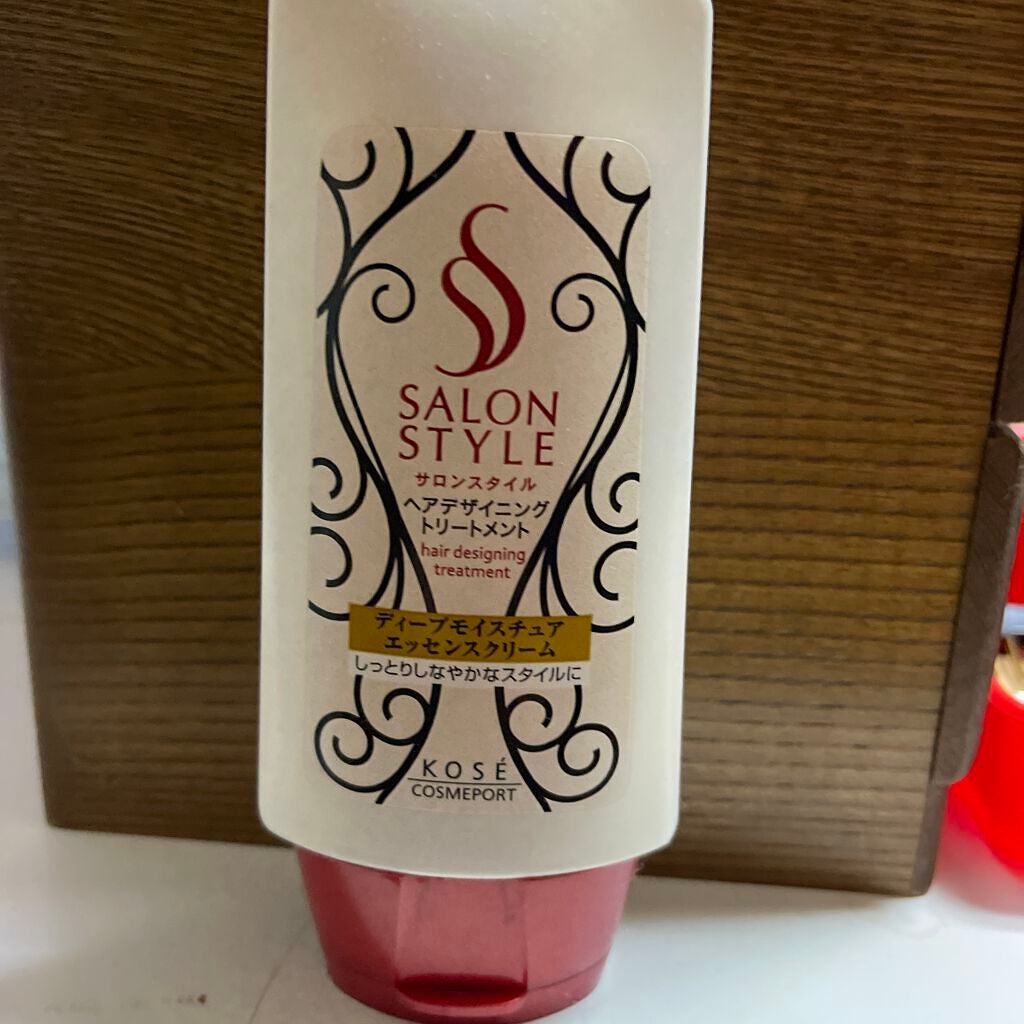 SALON
STYLE
サロンスタイル
ヘアデザイニング
トリートメント
hair designing
treatment
ディープモイスチュア
エッセンスクリーム
しっとりしなやかなスタイルに
KOSÉ
COSMEPORT